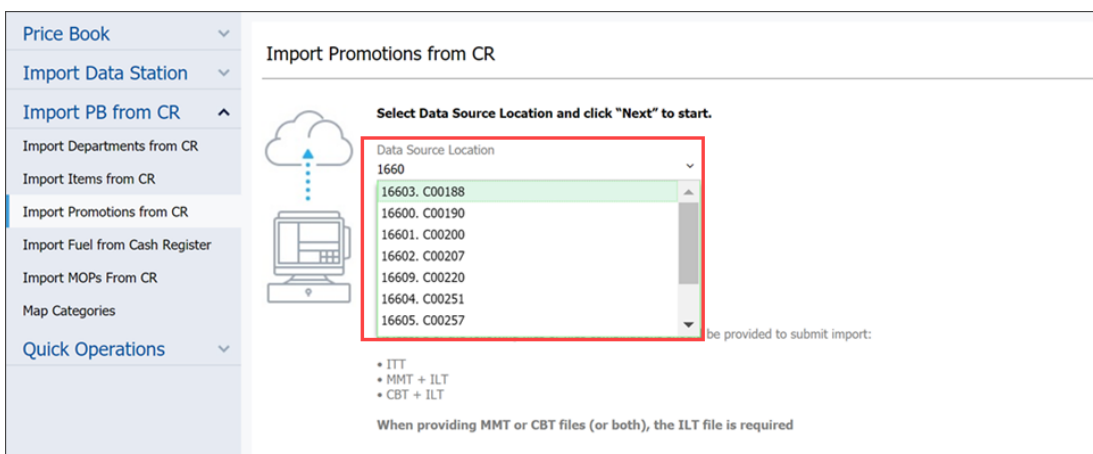 Price Book
Import Data Station
Import PB from CR
Import Departments from CR
Import Items from CR
Import Promotions from CR
Import Fuel from Cash Register
Import MOPs From CR
Map Categories
Quick Operations
Import Promotions from CR
Select Data Source Location and click “Next” to start.
Data Source Location
1660
16603. C00188
16600. C00190
16601. C00200
16602. C00207
16609. C00220
16604. C00251
16605. C00257
be provided to submit import:
• ITT
• MMT + ILT
• CBT + ILT
When providing MMT or CBT files (or both), the ILT file is required